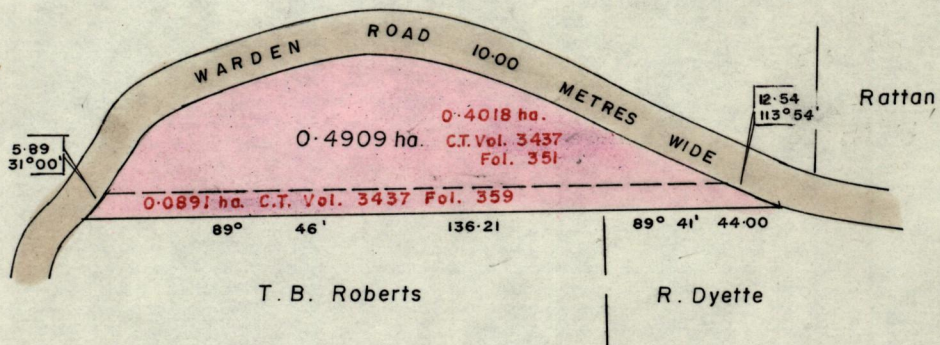 WARDEN ROAD 10·00 METRES WIDE
12·54
113° 54'
Rattan
5·89
31°00'
0·4909 ha.
0·4018 ha.
C.T. Vol. 3437
Fol. 351
0·0891 ha. C.T. Vol. 3437 Fol. 359
89° 46' 136·21
89° 41' 44·00
T. B. Roberts
R. Dyette